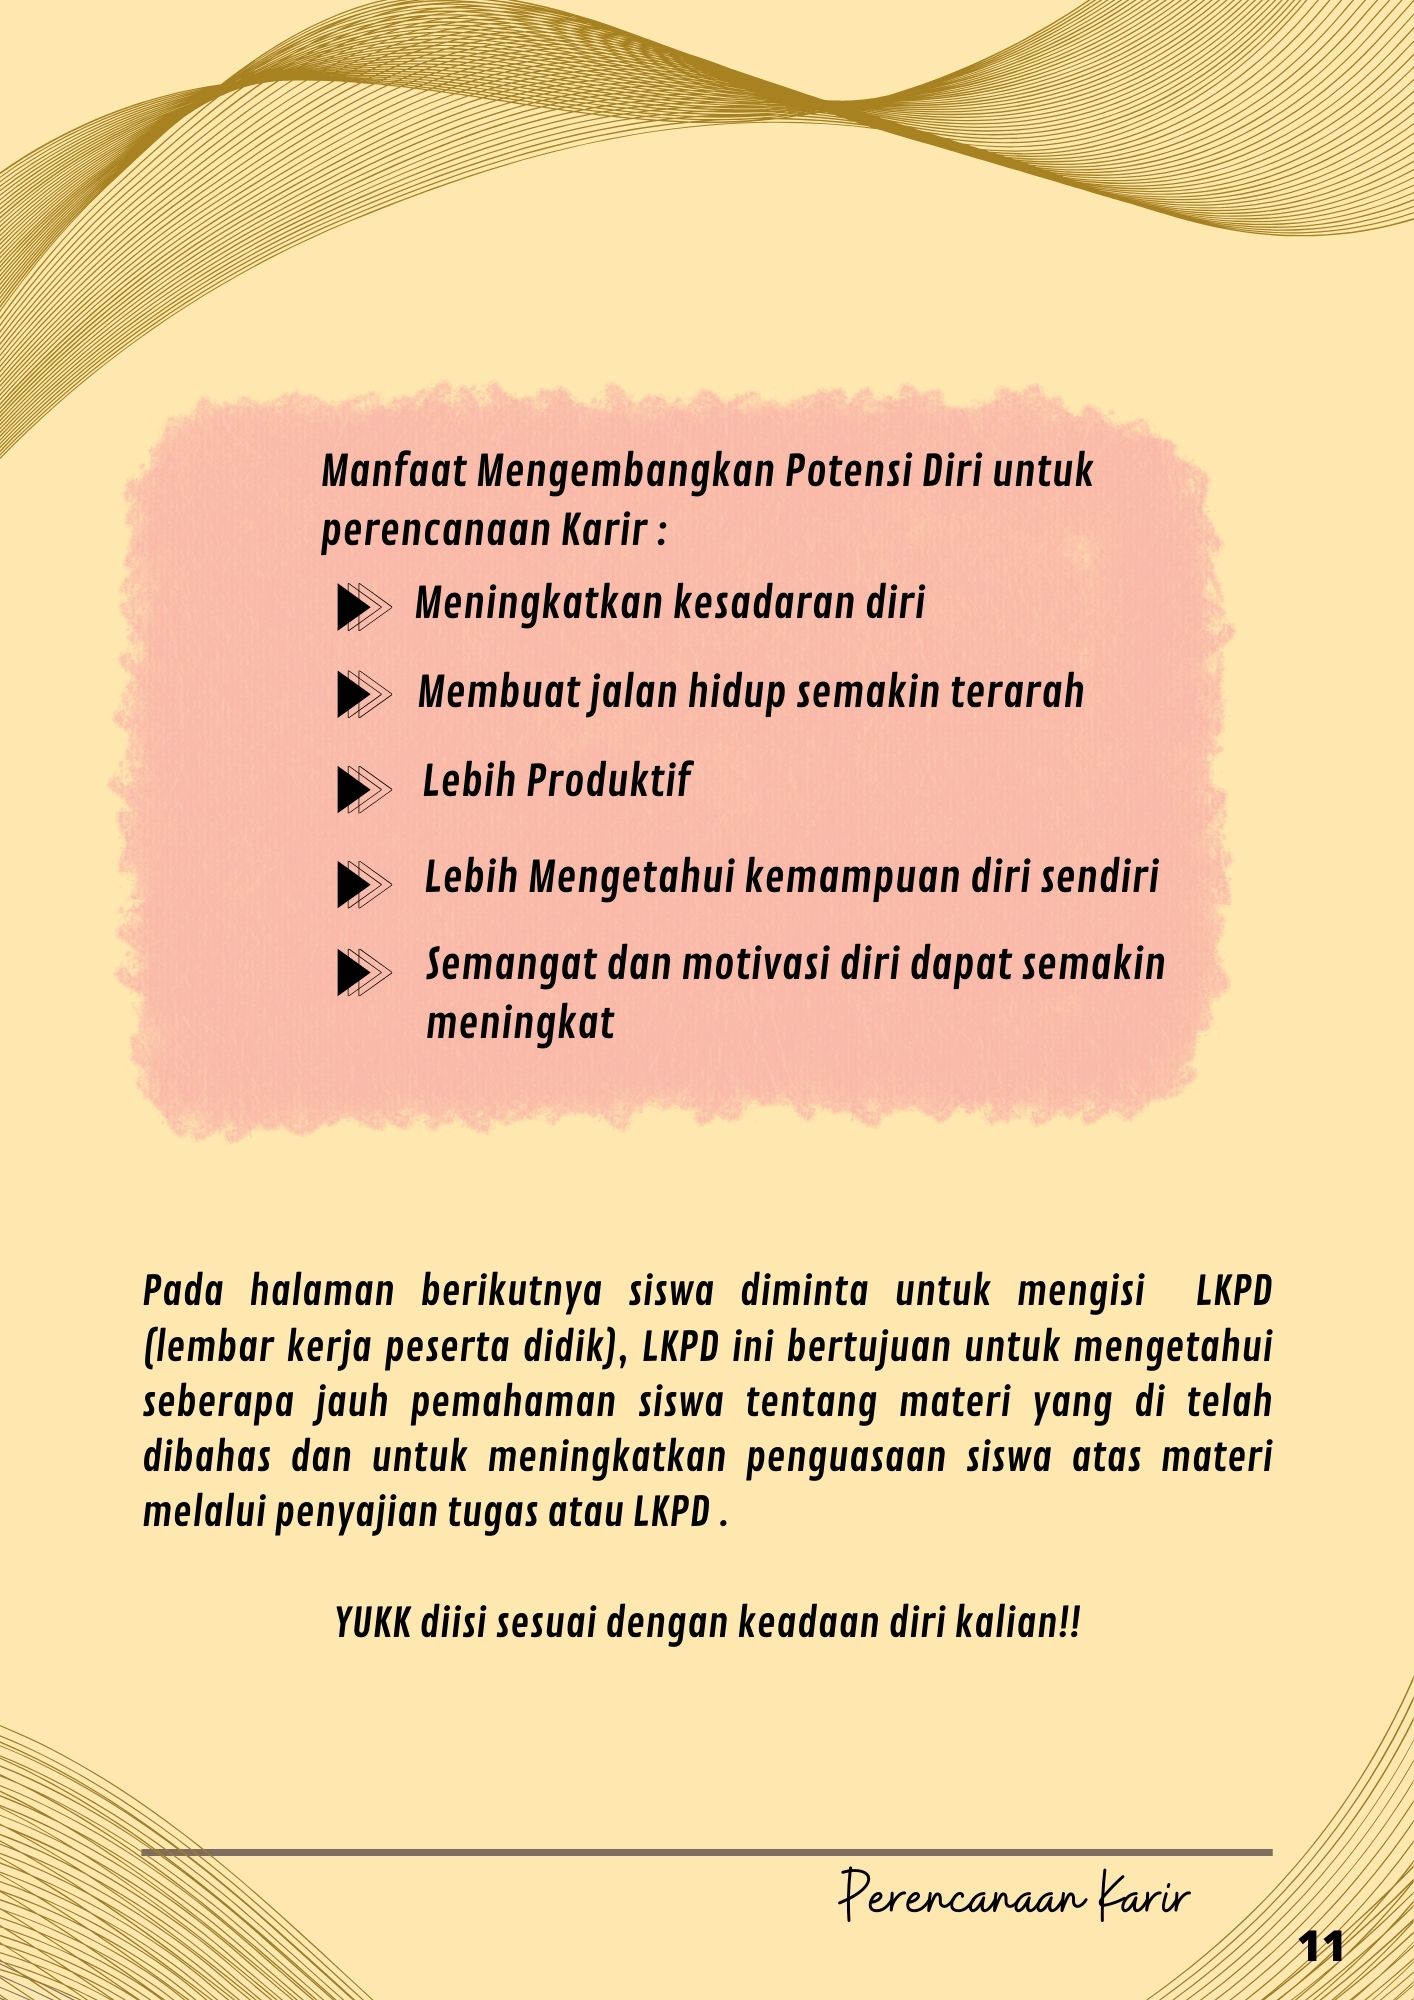 Manfaat Mengembangkan Potensi Diri untuk
perencanaan Karir :
Meningkatkan kesadaran diri
Membuat jalan hidup semakin terarah
Lebih Produktif
Lebih Mengetahui kemampuan diri sendiri
Semangat dan motivasi diri dapat semakin
meningkat
Pada halaman berikutnya siswa diminta untuk mengisi LKPD
(lembar kerja peserta didik), LKPD ini bertujuan untuk mengetahui
seberapa jauh pemahaman siswa tentang materi yang di telah
dibahas dan untuk meningkatkan penguasaan siswa atas materi
melalui penyajian tugas atau LKPD .
YUKK diisi sesuai dengan keadaan diri kalian!!
Perencanaan Karir
11